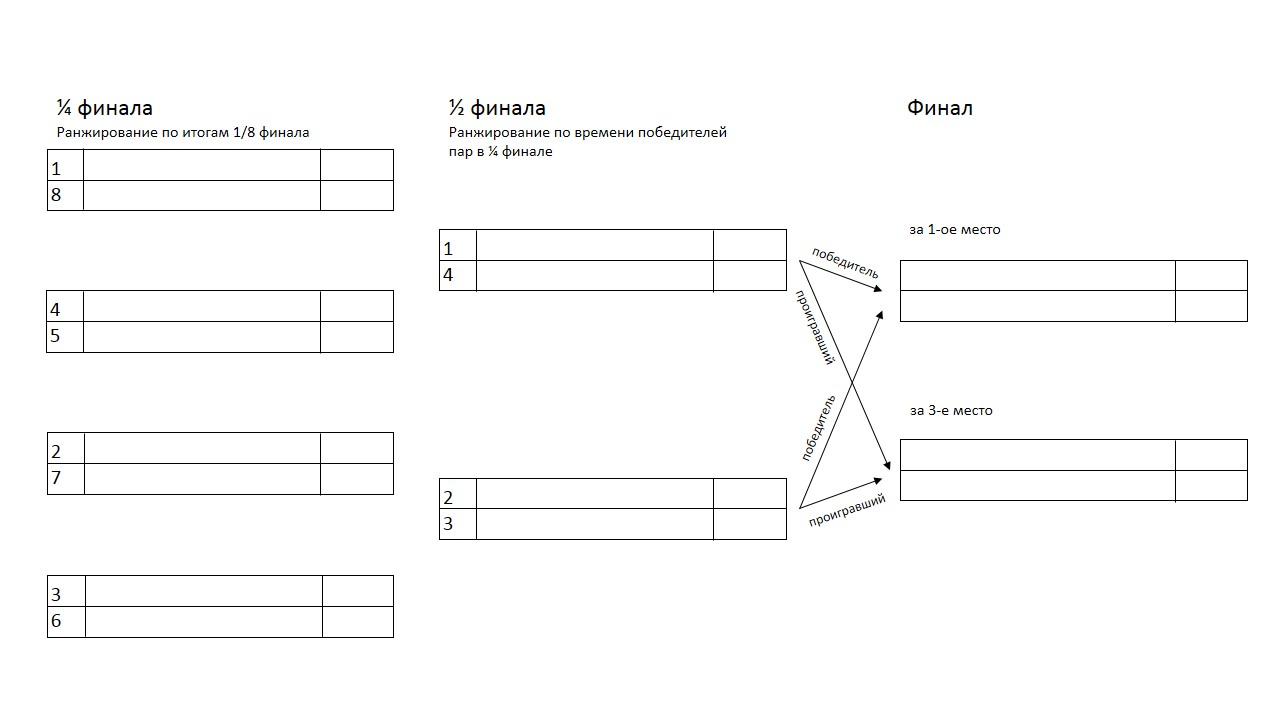 ¼ финала
Ранжирование по итогам 1/8 финала
1
8
4
5
2
7
3
6
½ финала
Ранжирование по времени победителей
пар в ¼ финале
1
4
2
3
победитель
проигравший
победитель
проигравший
Финал
за 1-ое место
за 3-е место